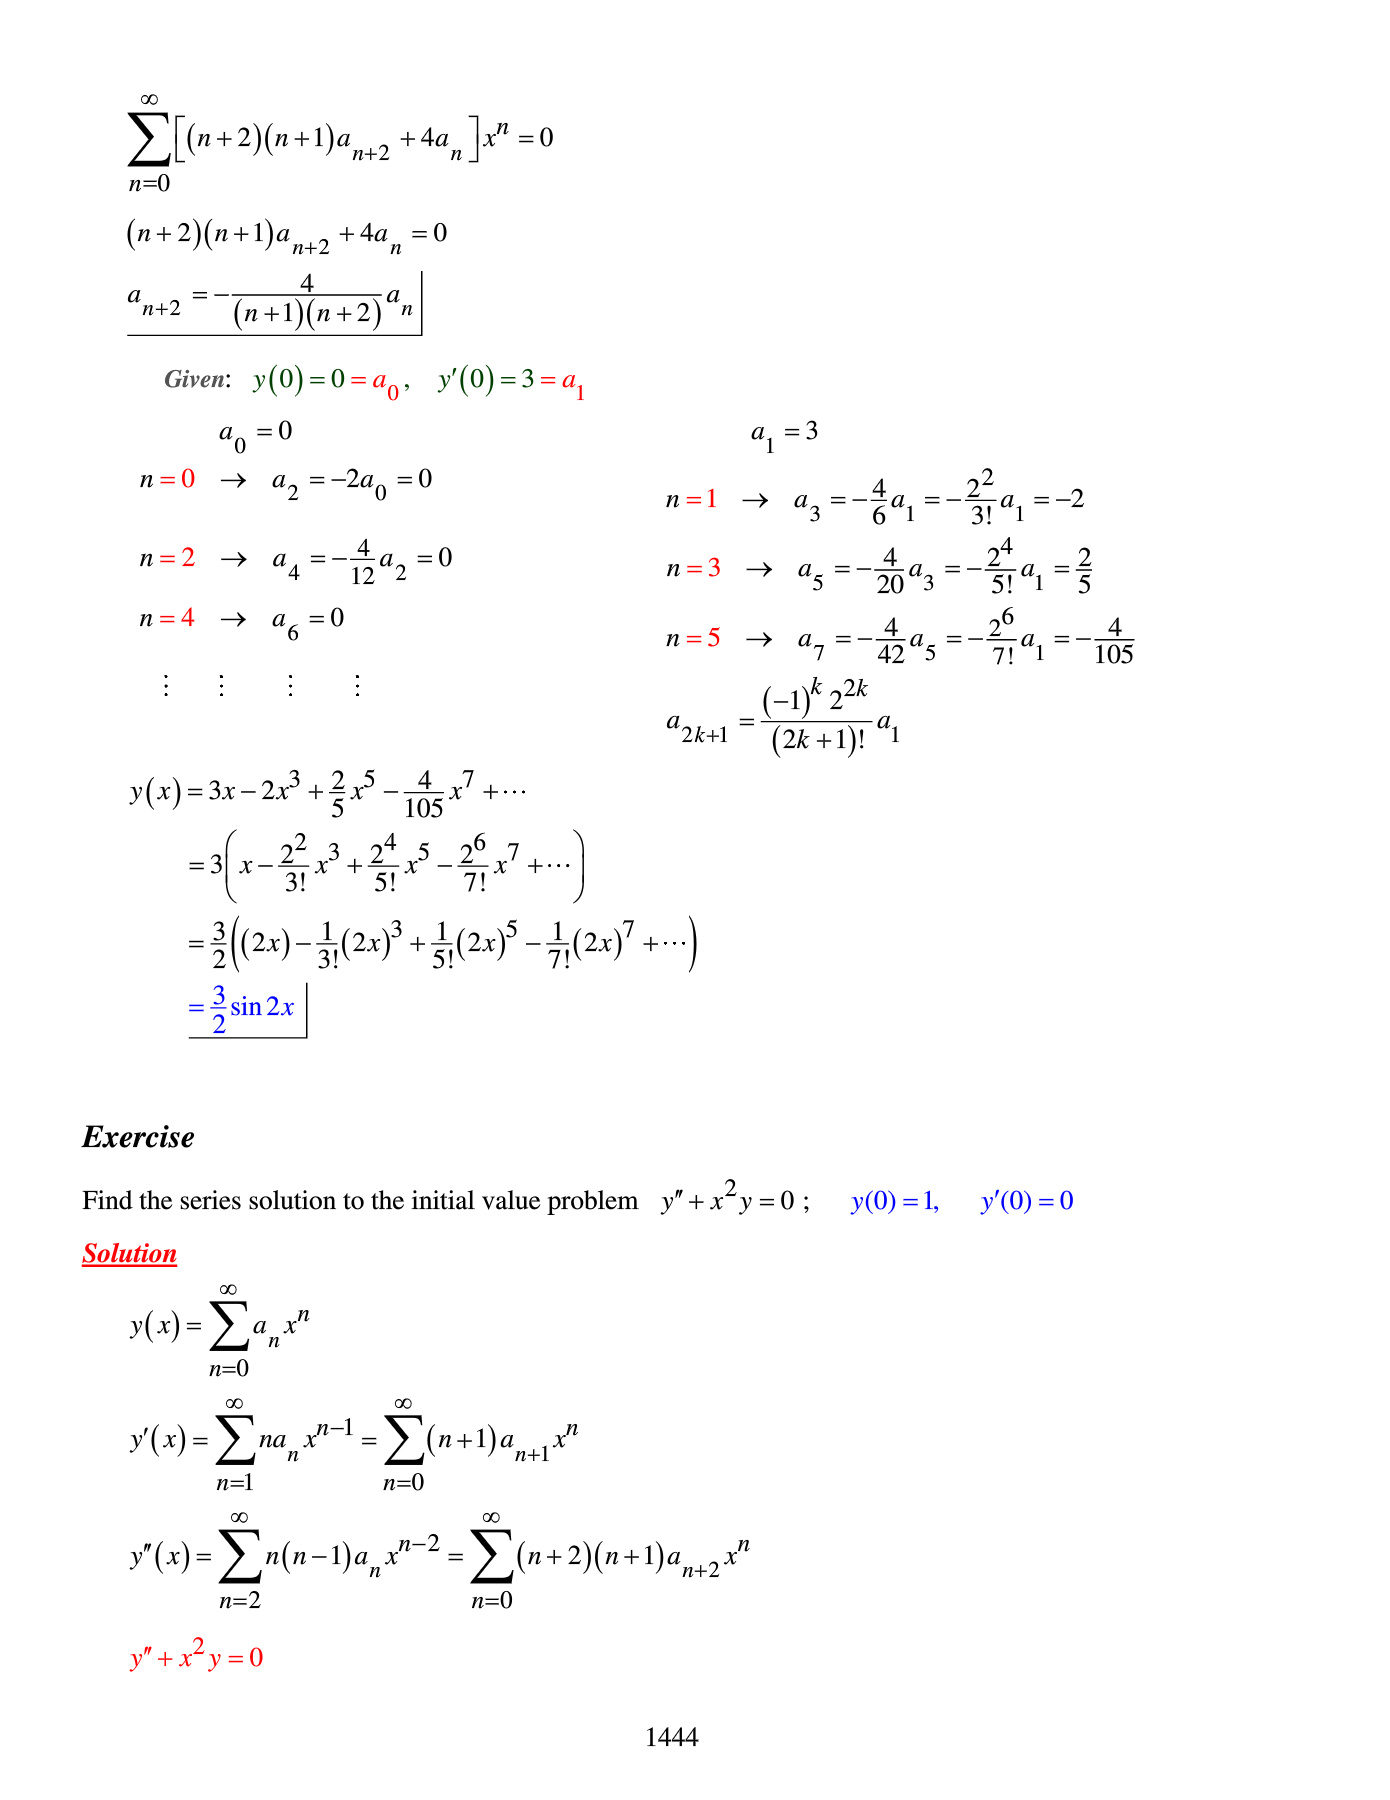 $\sum_{n=0}^{\infty}\left[(n+2)(n+1)a_{n+2}+4a_n\right]x^n=0$
$(n+2)(n+1)a_{n+2}+4a_n=0$
$a_{n+2}=-\frac{4}{(n+1)(n+2)}a_n$
Given: $y(0)=0=a_0,\quad y'(0)=3=a_1$
$a_0=0$
$n=0 \rightarrow a_2=-2a_0=0$
$n=2 \rightarrow a_4=-\frac{4}{12}a_2=0$
$n=4 \rightarrow a_6=0$
$\vdots\quad\vdots\quad\vdots\quad\vdots$
$a_1=3$
$n=1 \rightarrow a_3=-\frac{4}{6}a_1=-\frac{2^2}{3!}a_1=-2$
$n=3 \rightarrow a_5=-\frac{4}{20}a_3=-\frac{2^4}{5!}a_1=\frac{2}{5}$
$n=5 \rightarrow a_7=-\frac{4}{42}a_5=-\frac{2^6}{7!}a_1=-\frac{4}{105}$
$a_{2k+1}=\frac{(-1)^k 2^{2k}}{(2k+1)!}a_1$
$y(x)=3x-2x^3+\frac{2}{5}x^5-\frac{4}{105}x^7+\cdots$
$=3\left(x-\frac{2^2}{3!}x^3+\frac{2^4}{5!}x^5-\frac{2^6}{7!}x^7+\cdots\right)$
$=\frac{3}{2}\left((2x)-\frac{1}{3!}(2x)^3+\frac{1}{5!}(2x)^5-\frac{1}{7!}(2x)^7+\cdots\right)$
$=\frac{3}{2}\sin 2x$
Exercise
Find the series solution to the initial value problem $y''+x^2y=0$ ; $y(0)=1,\quad y'(0)=0$
Solution
$y(x)=\sum_{n=0}^{\infty}a_n x^n$
$y'(x)=\sum_{n=1}^{\infty}na_n x^{n-1}=\sum_{n=0}^{\infty}(n+1)a_{n+1}x^n$
$y''(x)=\sum_{n=2}^{\infty}n(n-1)a_n x^{n-2}=\sum_{n=0}^{\infty}(n+2)(n+1)a_{n+2}x^n$
$y''+x^2y=0$
1444